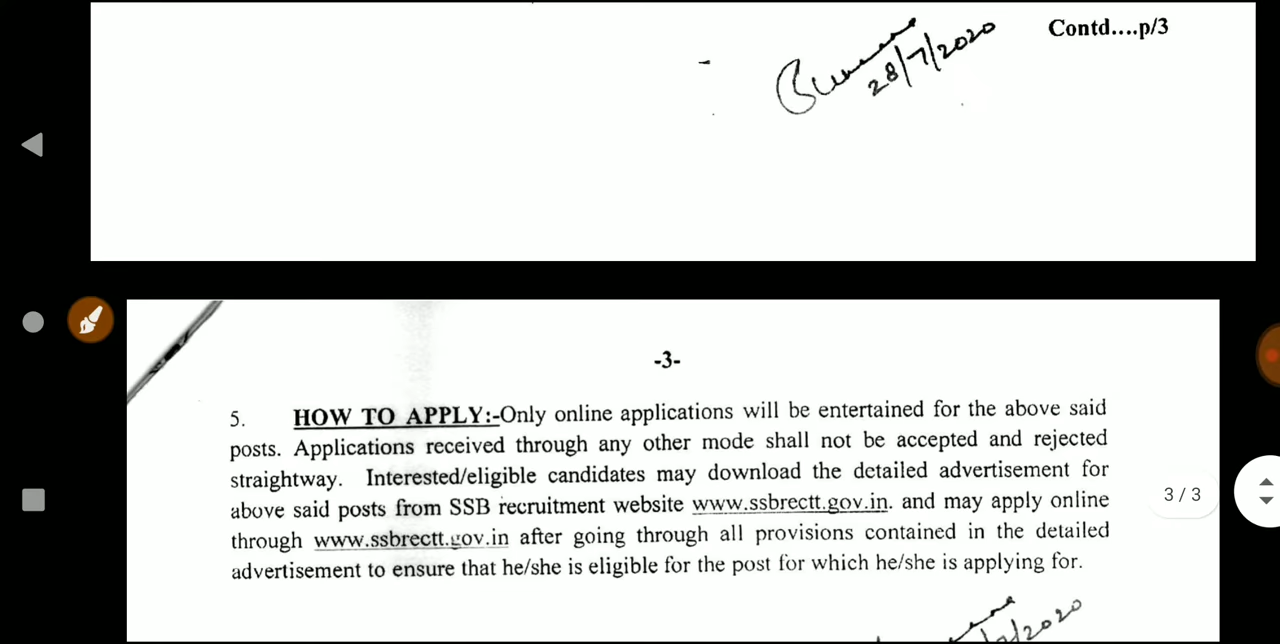 Contd....p/3
28/7/2020
-3-
5. HOW TO APPLY:-Only online applications will be entertained for the above said
posts. Applications received through any other mode shall not be accepted and rejected
straightway. Interested/eligible candidates may download the detailed advertisement for
above said posts from SSB recruitment website www.ssbrectt.gov.in. and may apply online
through www.ssbrectt.gov.in after going through all provisions contained in the detailed
advertisement to ensure that he/she is eligible for the post for which he/she is applying for.
3 / 3
/2020